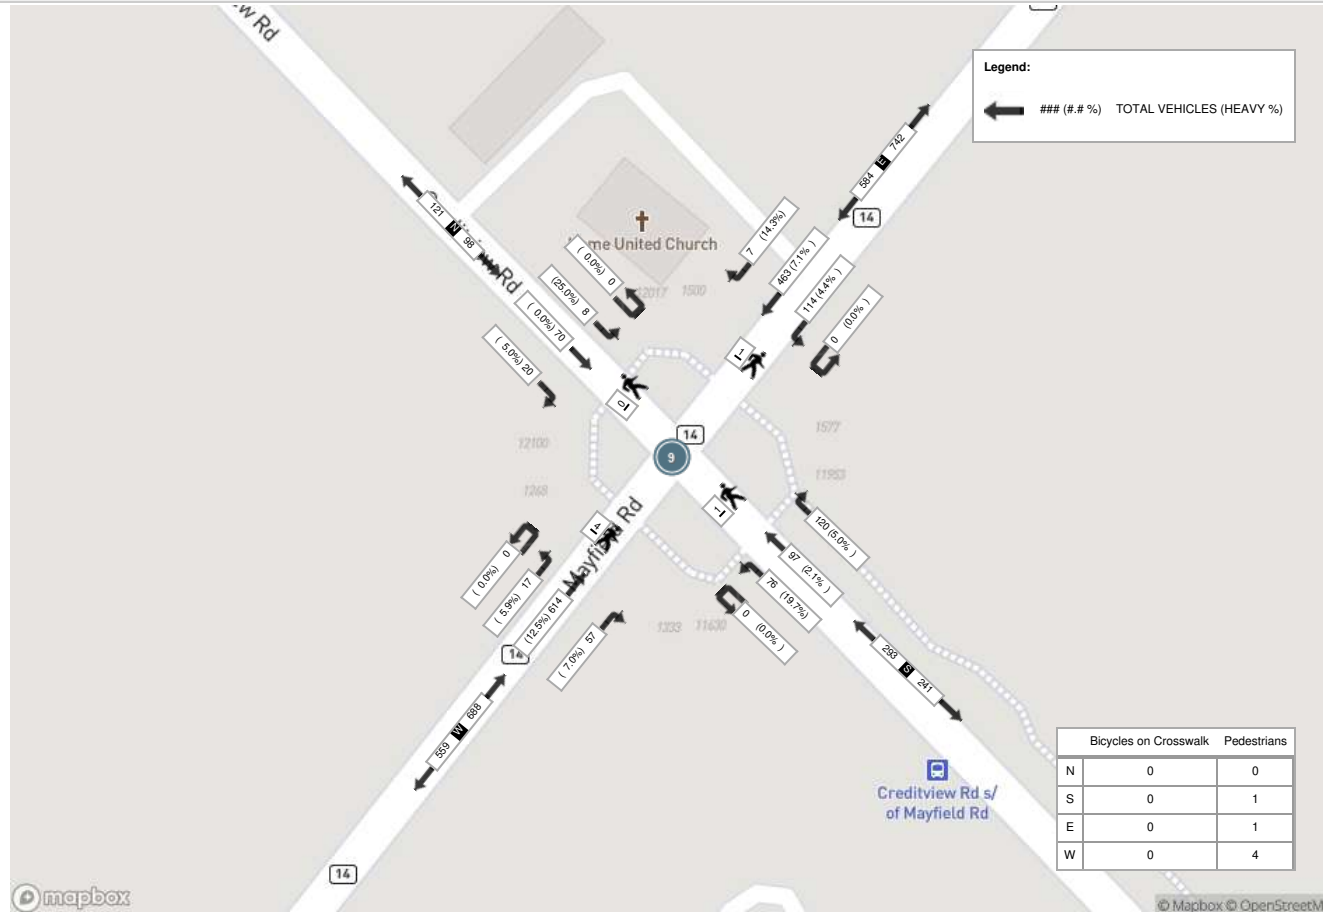 w Rd
Legend:
### (#.# %) TOTAL VEHICLES (HEAVY %)
742
E
584
14
121
N
98
Rd
me United Church
12017 1500
7 (14.3%)
463 (7.1% )
114 (4.4% )
0 (0.0% )
( 0.0%) 0
(25.0%) 8
( 0.0%) 70
( 5.0%) 20
1
0
14
9
12100
1268
1577
11953
4
1
Mayfield Rd
( 0.0%) 0
( 5.9%) 17
(12.5%) 614
( 7.0%) 57
120 (5.0% )
97 (2.1% )
76 (19.7%)
0 (0.0% )
1333 11630
14
293
S
241
688
W
559
14
Creditview Rd s/
of Mayfield Rd
Bicycles on Crosswalk Pedestrians
N 0 0
S 0 1
E 0 1
W 0 4
mapbox
© Mapbox © OpenStreetM